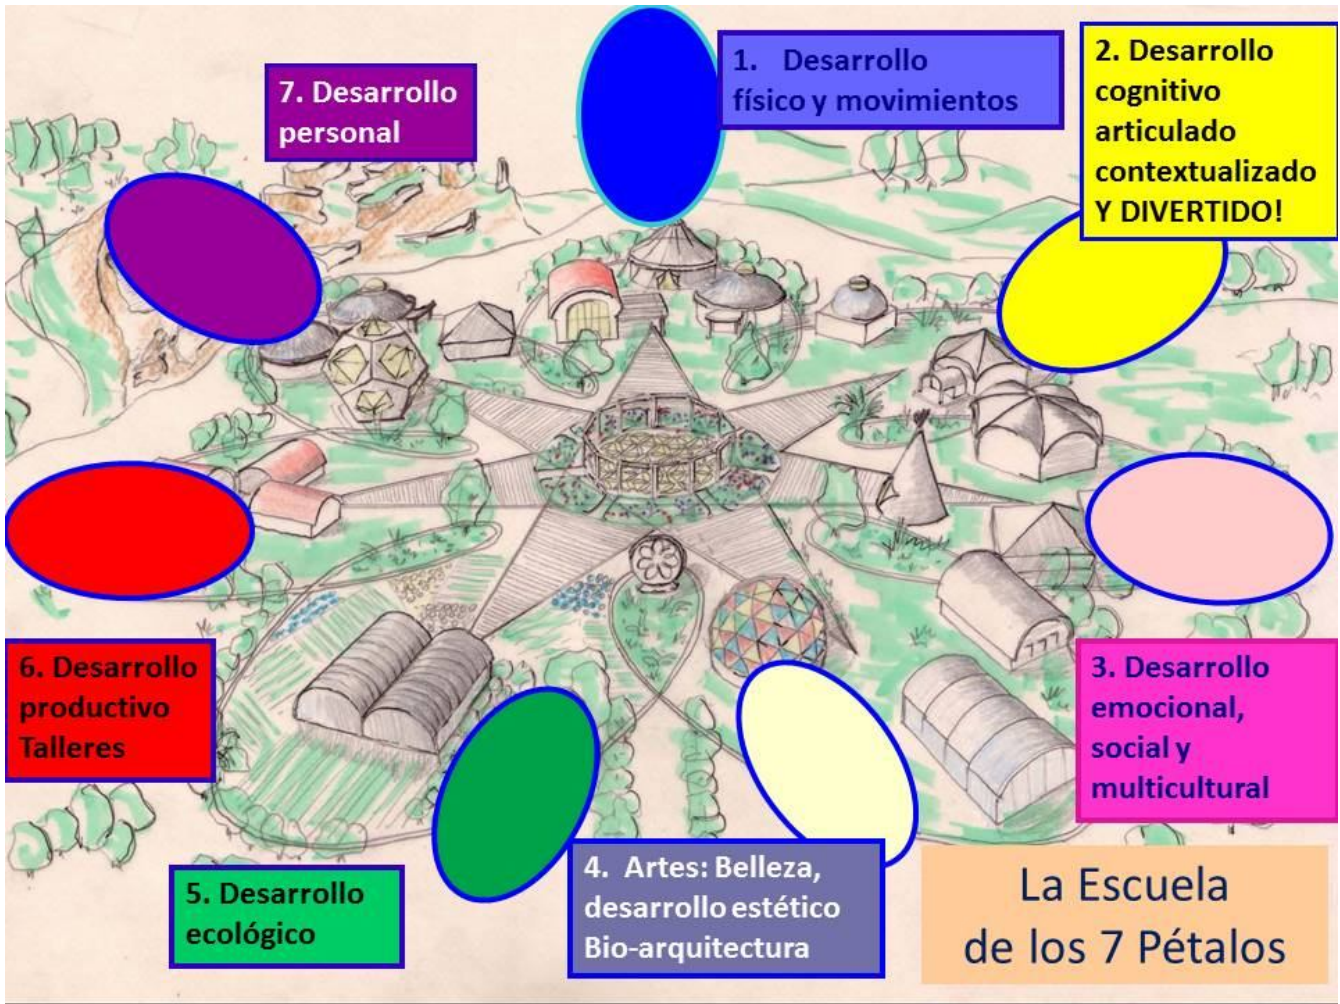 1. Desarrollo
físico y movimientos
2. Desarrollo
cognitivo
articulado
contextualizado
Y DIVERTIDO!
3. Desarrollo
emocional,
social y
multicultural
4. Artes: Belleza,
desarrollo estético
Bio-arquitectura
5. Desarrollo
ecológico
6. Desarrollo
productivo
Talleres
7. Desarrollo
personal
La Escuela
de los 7 Pétalos